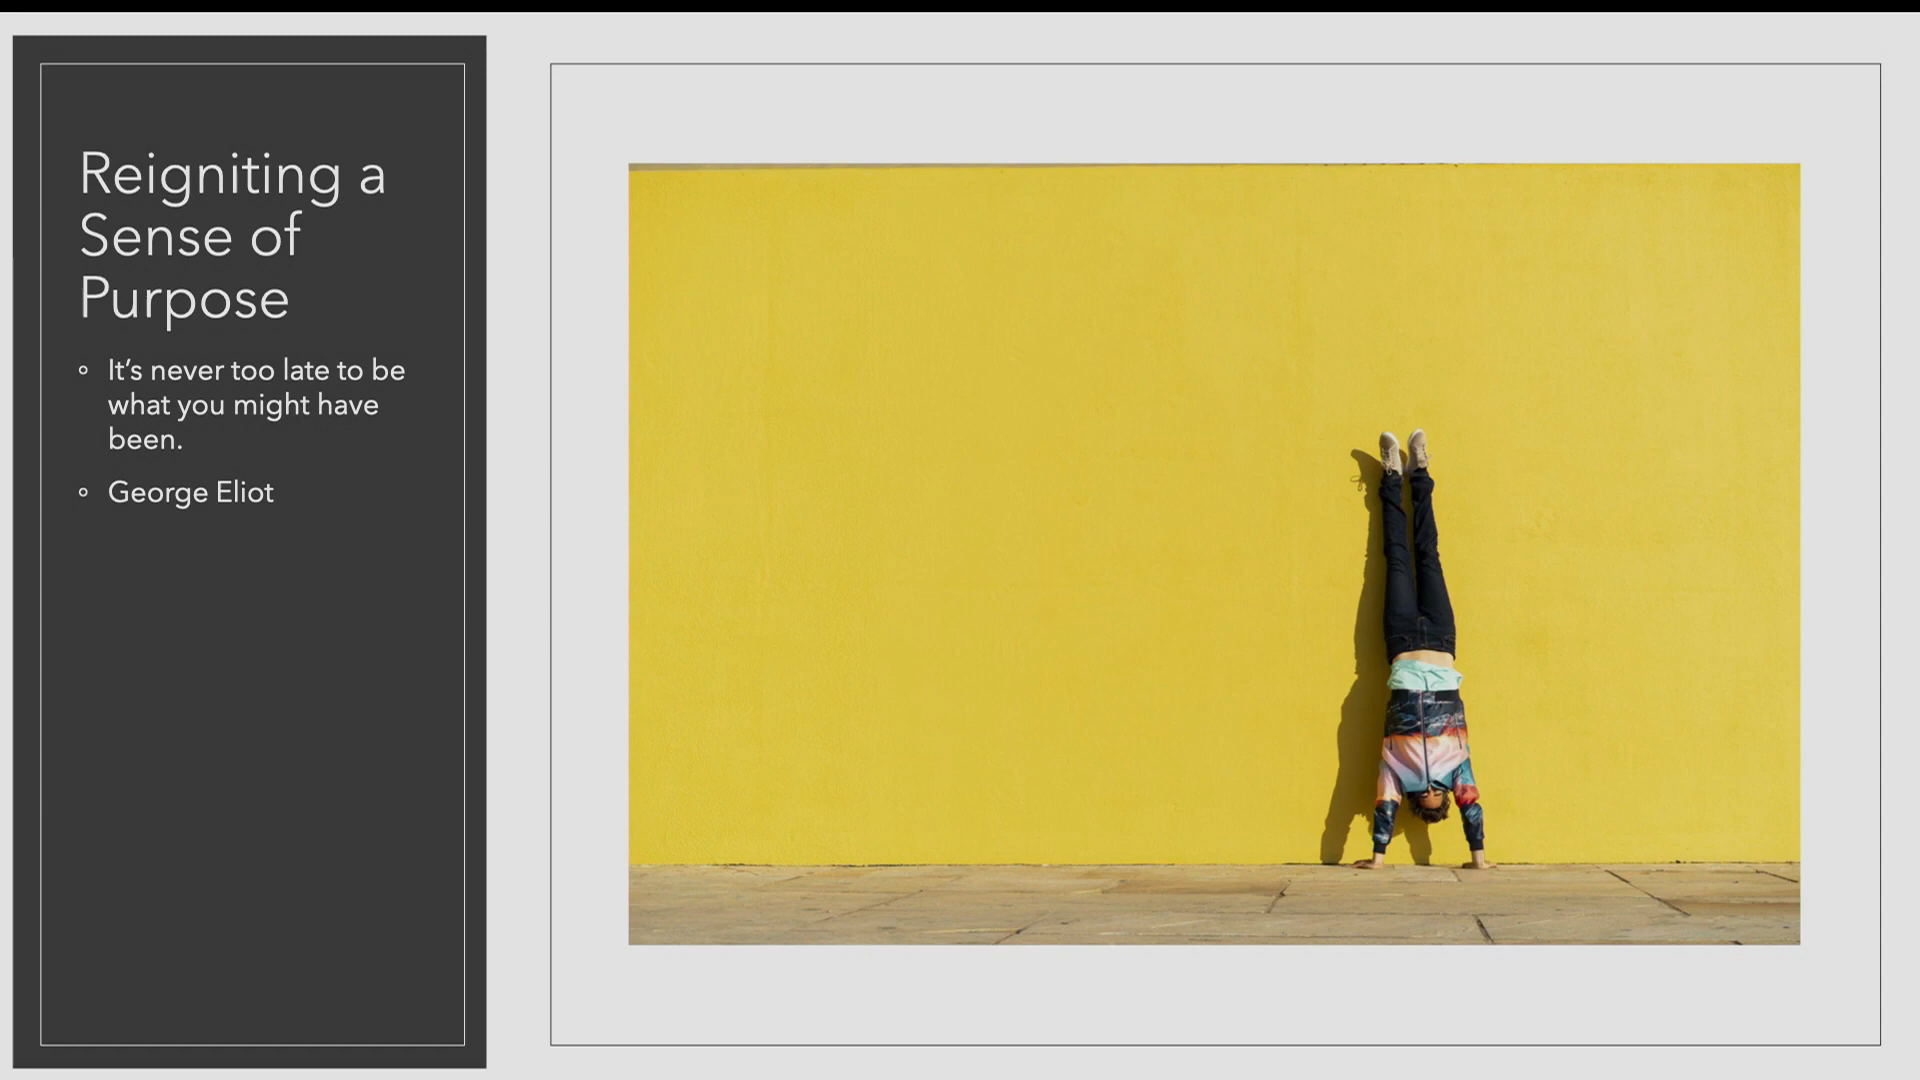 Reigniting a
Sense of
Purpose
It’s never too late to be
what you might have
been.
George Eliot